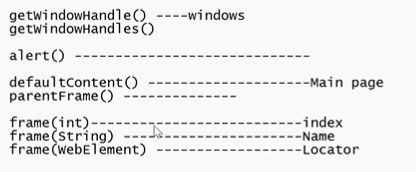 getWindowHandle() ----windows
getWindowHandles()
alert() -----------------------------
defaultContent() --------------------Main page
parentFrame() --------------
frame(int)--------------------------index
frame(String) ----------------------Name
frame(WebElement) ------------------Locator